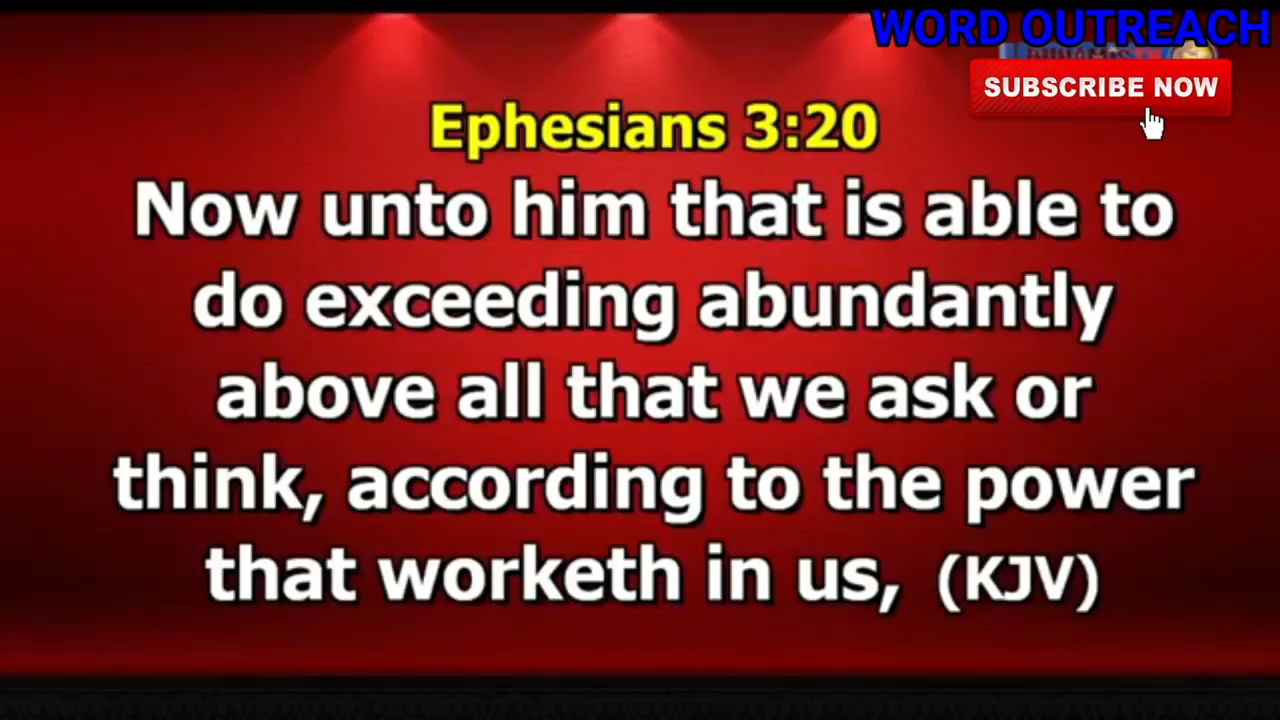 WORD OUTREACH
SUBSCRIBE NOW
Ephesians 3:20
Now unto him that is able to
do exceeding abundantly
above all that we ask or
think, according to the power
that worketh in us, (KJV)